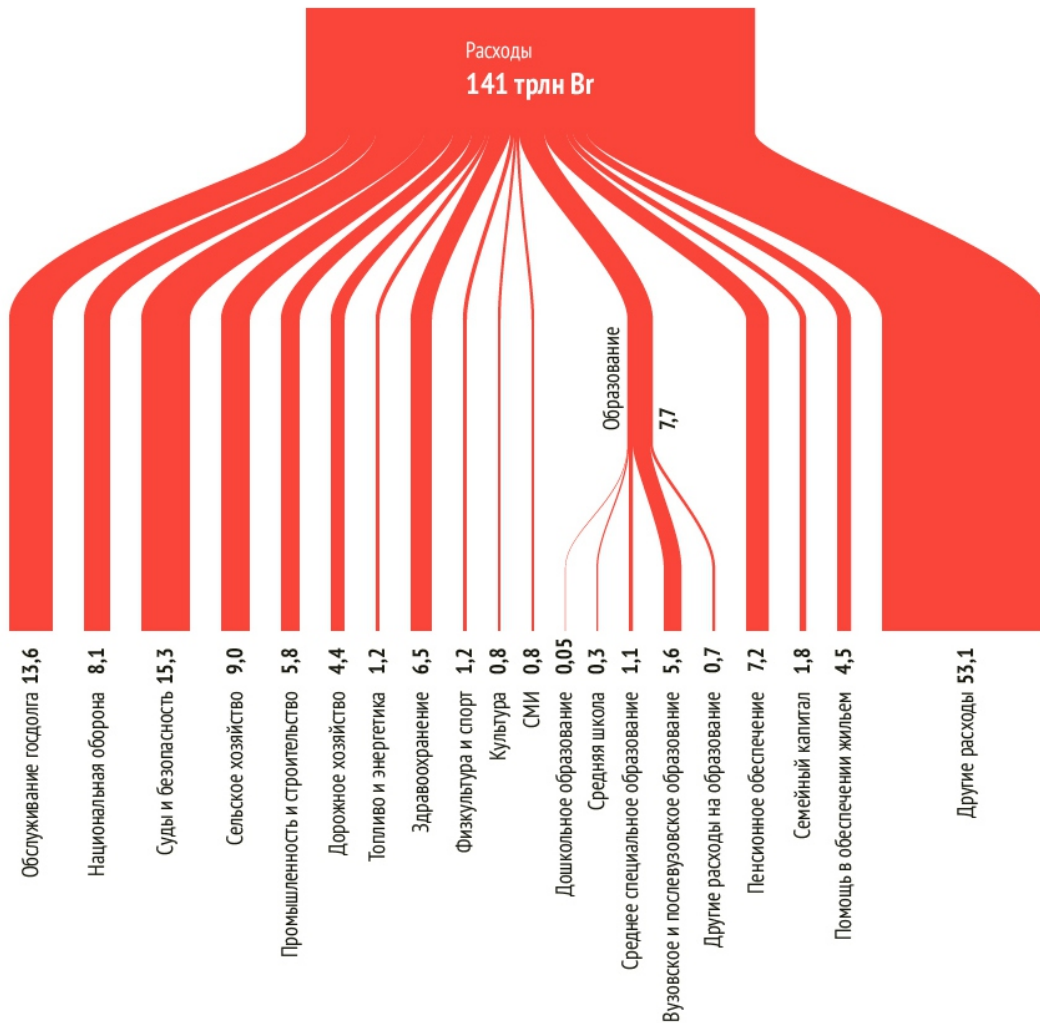 Расходы
141 трлн Br
Образование
7,7
Обслуживание госдолга 13,6
Национальная оборона 8,1
Суды и безопасность 15,3
Сельское хозяйство 9,0
Промышленность и строительство 5,8
Дорожное хозяйство 4,4
Топливо и энергетика 1,2
Здравоохранение 6,5
Физкультура и спорт 1,2
Культура 0,8
СМИ 0,8
Дошкольное образование 0,05
Средняя школа 0,3
Среднее специальное образование 1,1
Вузовское и послевузовское образование 5,6
Другие расходы на образование 0,7
Пенсионное обеспечение 7,2
Семейный капитал 1,8
Помощь в обеспечении жильем 4,5
Другие расходы 53,1